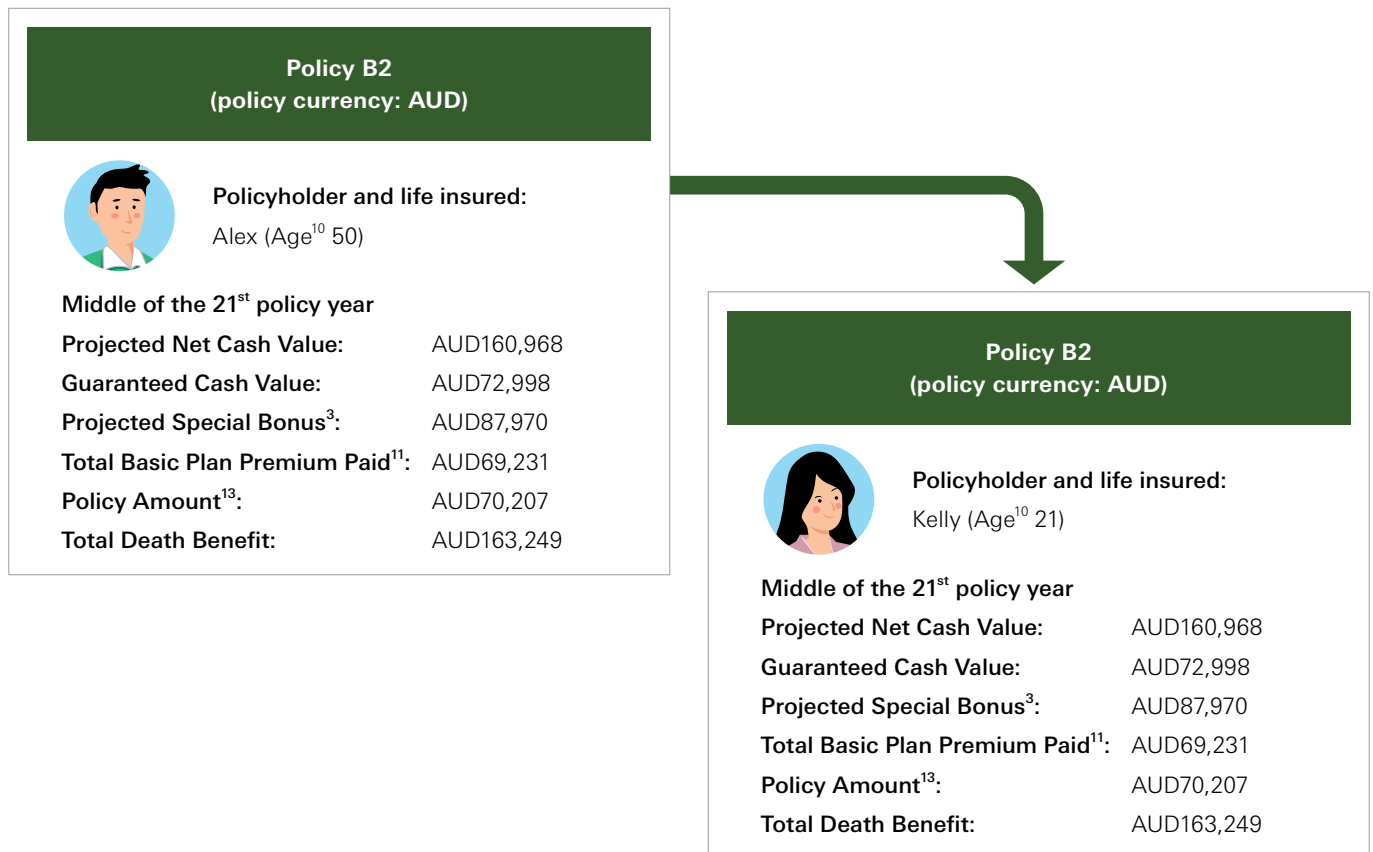 Policy B2
(policy currency: AUD)
Policyholder and life insured:
Alex (Age¹⁰ 50)
Middle of the 21ˢᵗ policy year
Projected Net Cash Value: AUD160,968
Guaranteed Cash Value: AUD72,998
Projected Special Bonus³: AUD87,970
Total Basic Plan Premium Paid¹¹: AUD69,231
Policy Amount¹³: AUD70,207
Total Death Benefit: AUD163,249
Policy B2
(policy currency: AUD)
Policyholder and life insured:
Kelly (Age¹⁰ 21)
Middle of the 21ˢᵗ policy year
Projected Net Cash Value: AUD160,968
Guaranteed Cash Value: AUD72,998
Projected Special Bonus³: AUD87,970
Total Basic Plan Premium Paid¹¹: AUD69,231
Policy Amount¹³: AUD70,207
Total Death Benefit: AUD163,249